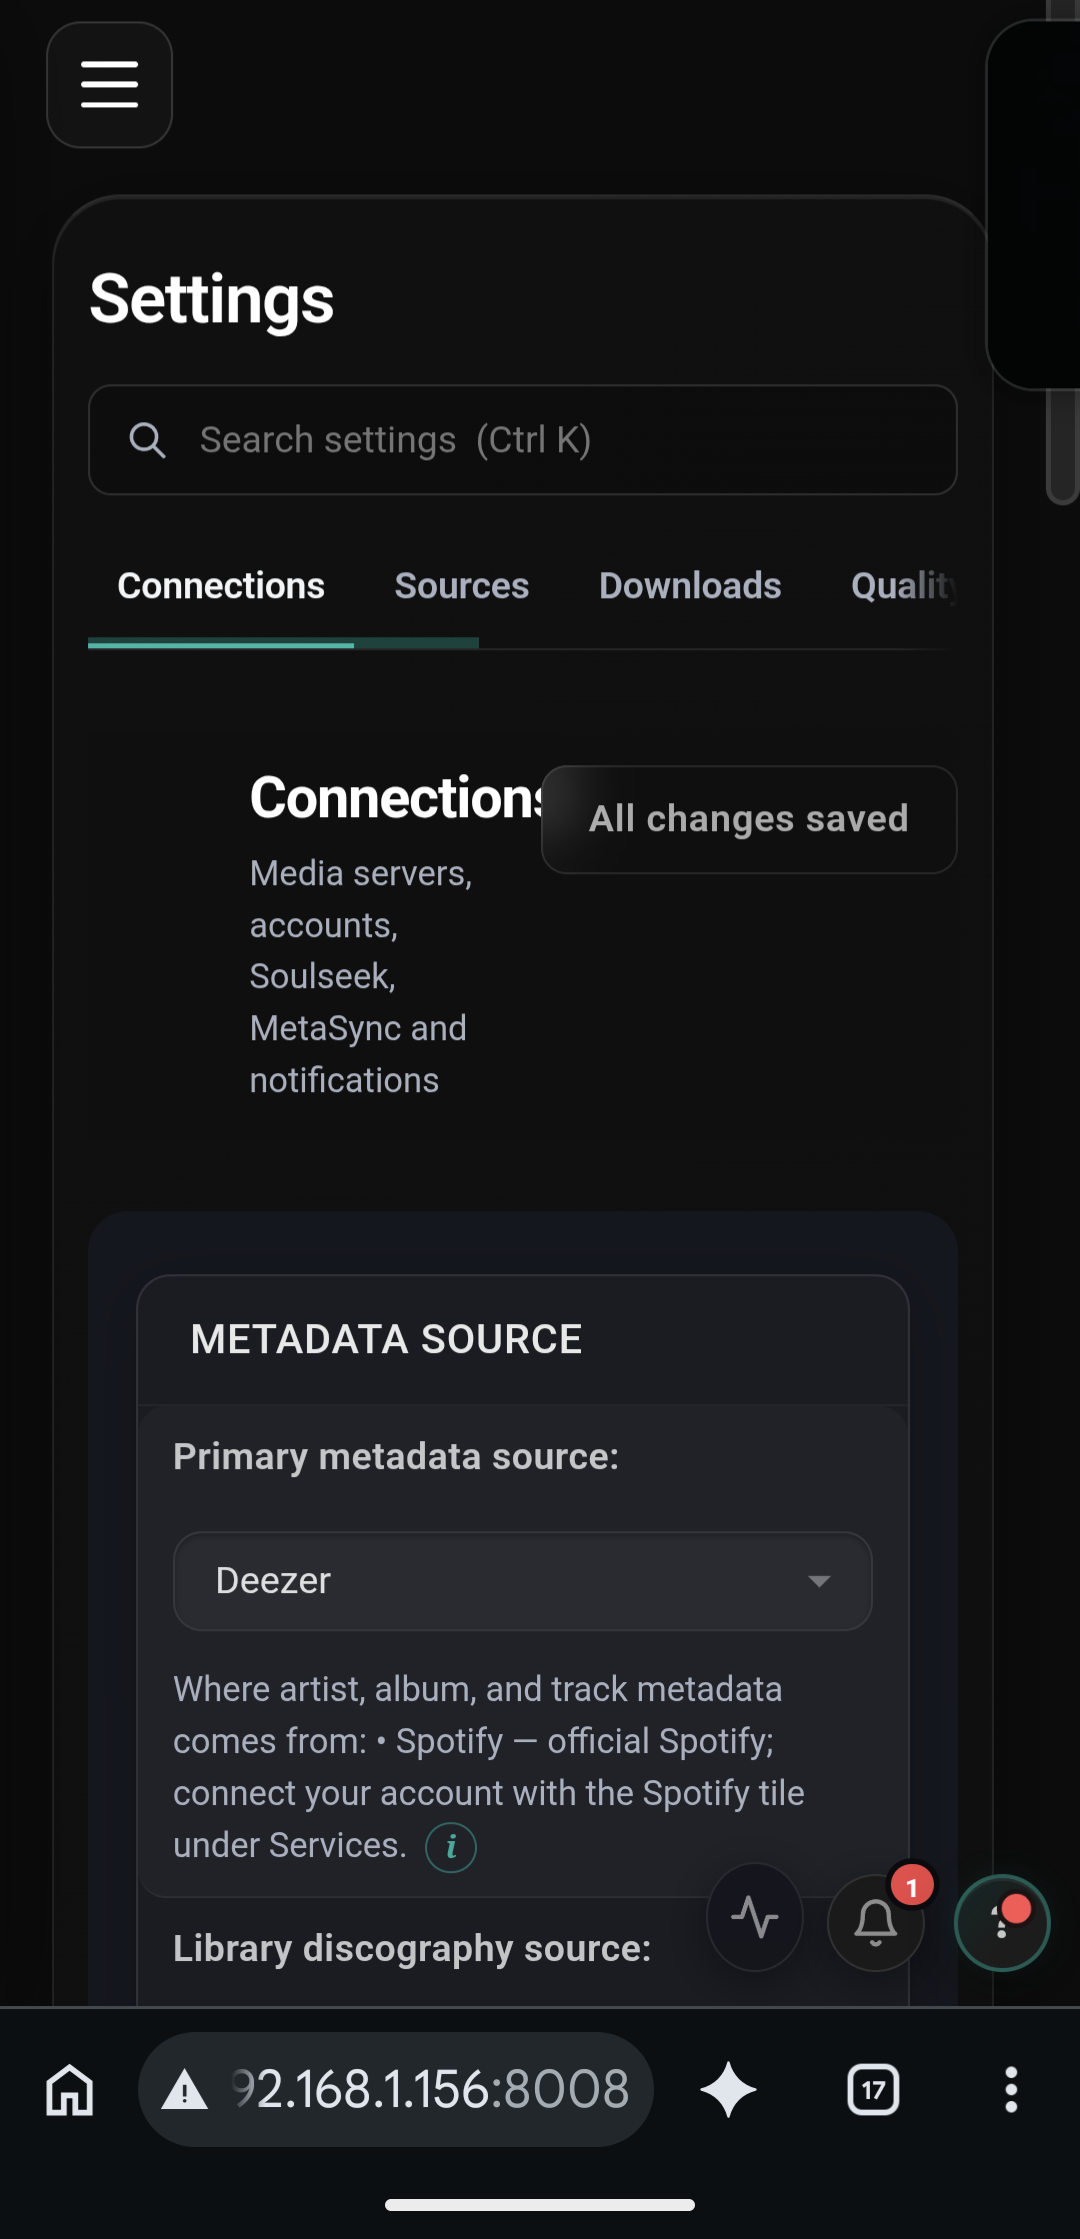 Settings
Search settings (Ctrl K)
Connections Sources Downloads Quality
Connections
All changes saved
Media servers,
accounts,
Soulseek,
MetaSync and
notifications
METADATA SOURCE
Primary metadata source:
Deezer
Where artist, album, and track metadata
comes from: • Spotify — official Spotify;
connect your account with the Spotify tile
under Services. i
1
?
Library discography source:
92.168.1.156:8008
17